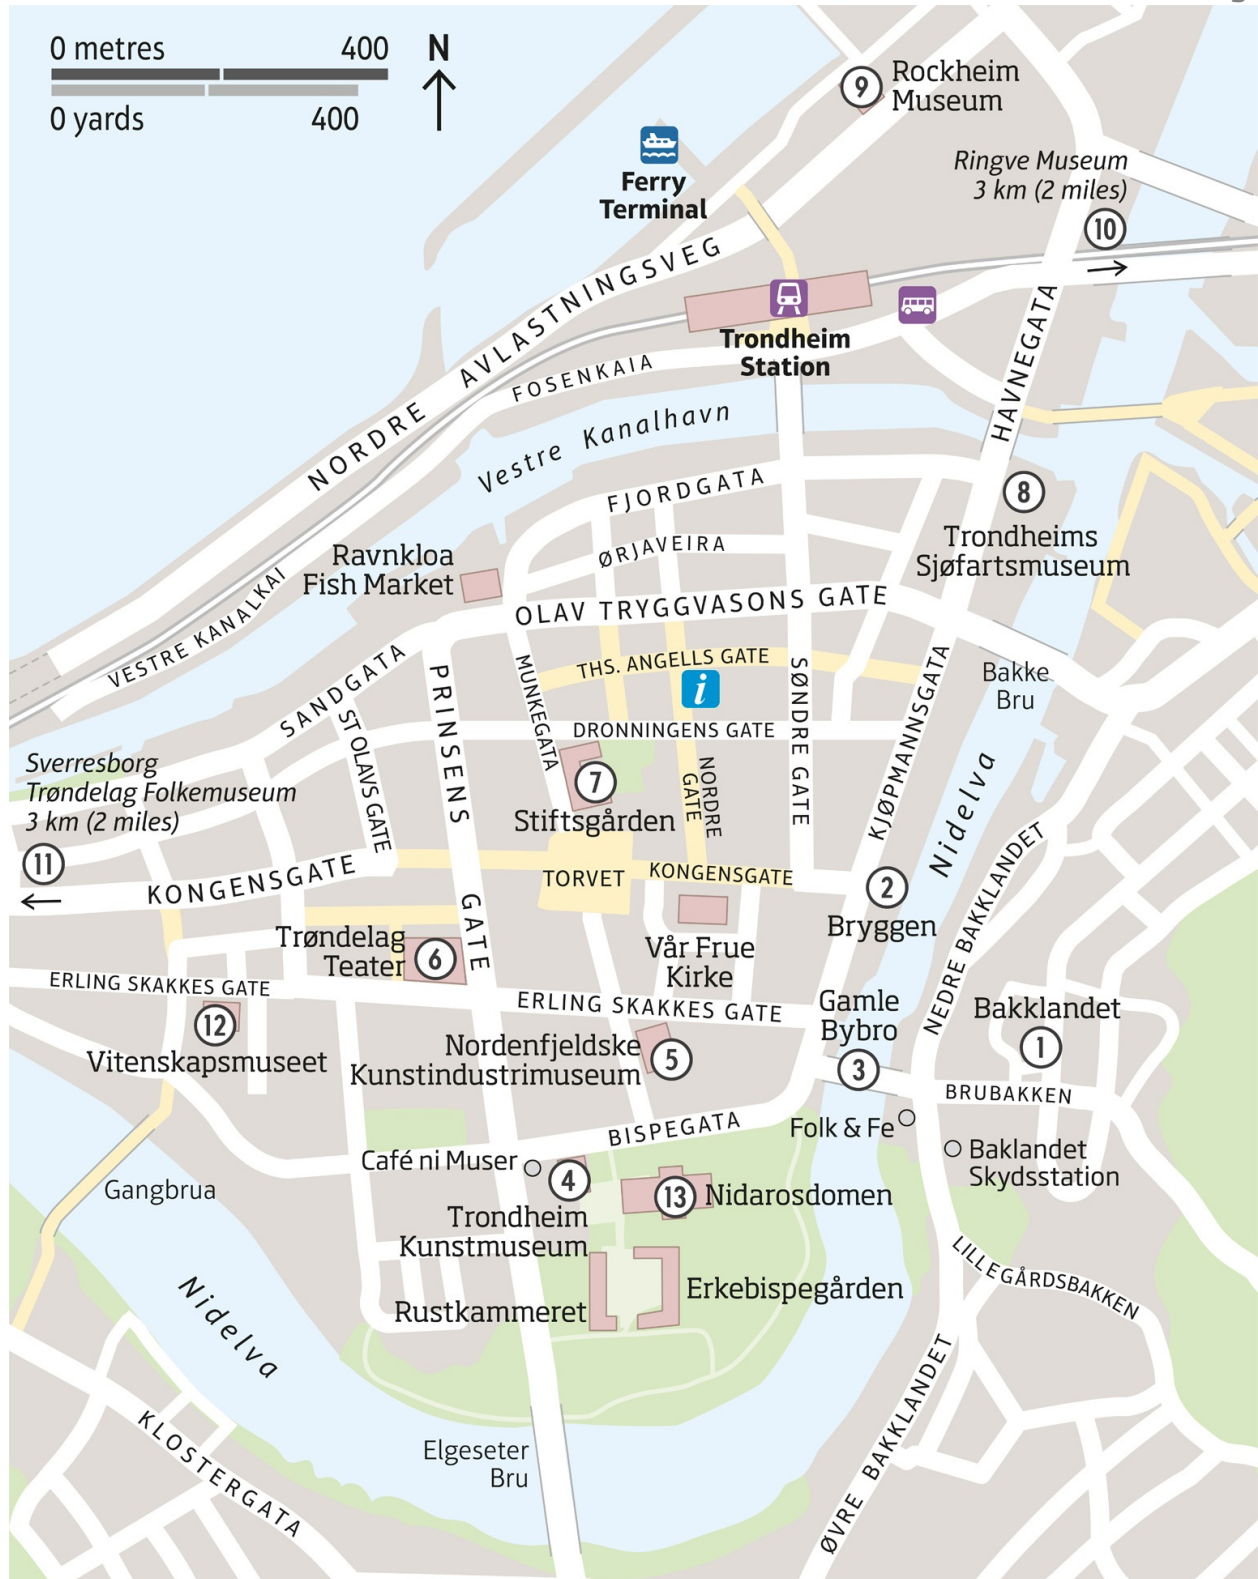 0 metres 400
0 yards 400
N
9
Rockheim
Museum
Ferry
Terminal
Ringve Museum
3 km (2 miles)
10
NORDRE AVLASTNINGSVEG
Trondheim
Station
FOSENKAIA
HAVNEGATA
Vestre Kanalhavn
FJORDGATA
8
Trondheims
Sjøfartsmuseum
ØRJAVEIRA
Ravnkloa
Fish Market
VESTRE KANALKAI
OLAV TRYGGVASONS GATE
SANDGATA
THS. ANGELLS GATE
i
Bakke
Bru
PRINSENS GATE
MUNKEGATA
SØNDRE GATE
KJØPMANNSGATA
ST OLAVS GATE
DRONNINGENS GATE
Sverresborg
Trøndelag Folkemuseum
3 km (2 miles)
11
7
Stiftsgården
NORDRE
GATE
Nidelva
NEDRE BAKKLANDET
KONGENSGATE
TORVET
KONGENSGATE
2
Bryggen
Trøndelag
Teater
6
Vår Frue
Kirke
ERLING SKAKKES GATE
ERLING SKAKKES GATE
Gamle
Bybro
3
Bakklandet
1
12
Vitenskapsmuseet
Nordenfjeldske
Kunstindustrimuseum
5
BRUBAKKEN
BISPEGATA
Folk & Fe
Café ni Muser
4
Baklandet
Skydsstation
Gangbrua
13
Nidarosdomen
Trondheim
Kunstmuseum
LILLEGÅRDSBAKKEN
Erkebispegården
Rustkammeret
Nidelva
KLOSTERGATA
Elgeseter
Bru
ØVRE BAKKLANDET